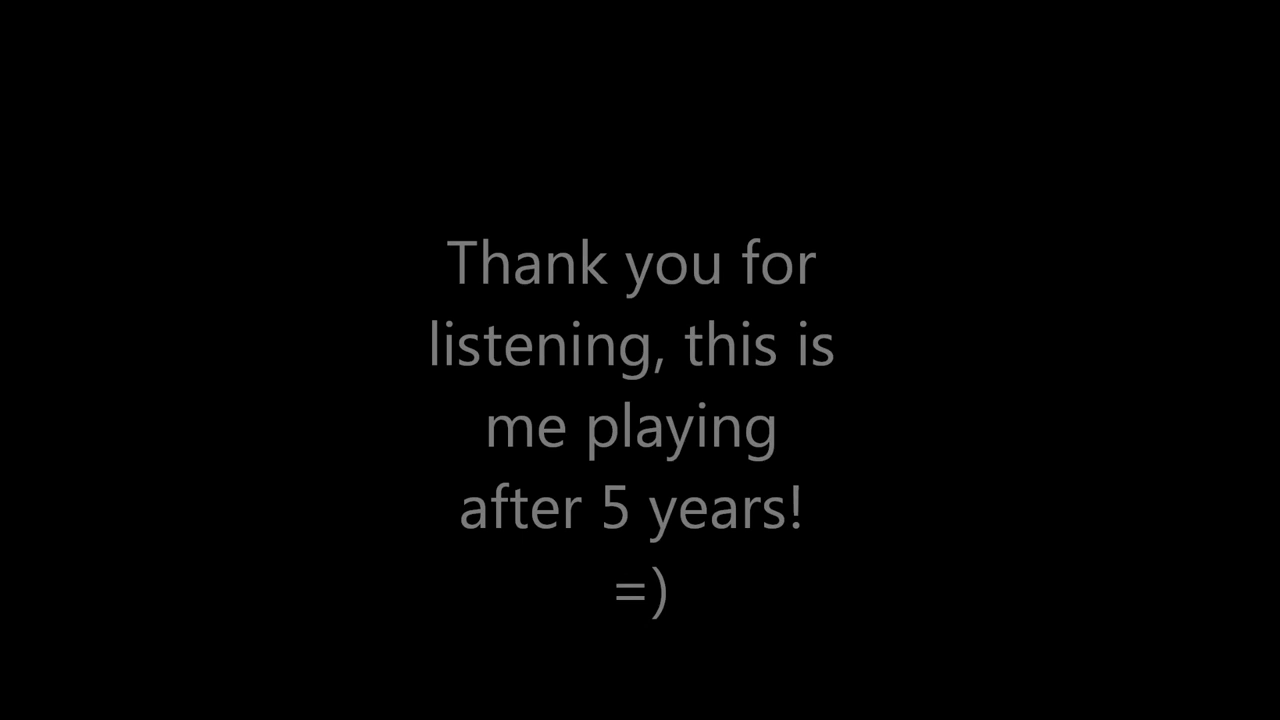 Thank you for
listening, this is
me playing
after 5 years!
=)